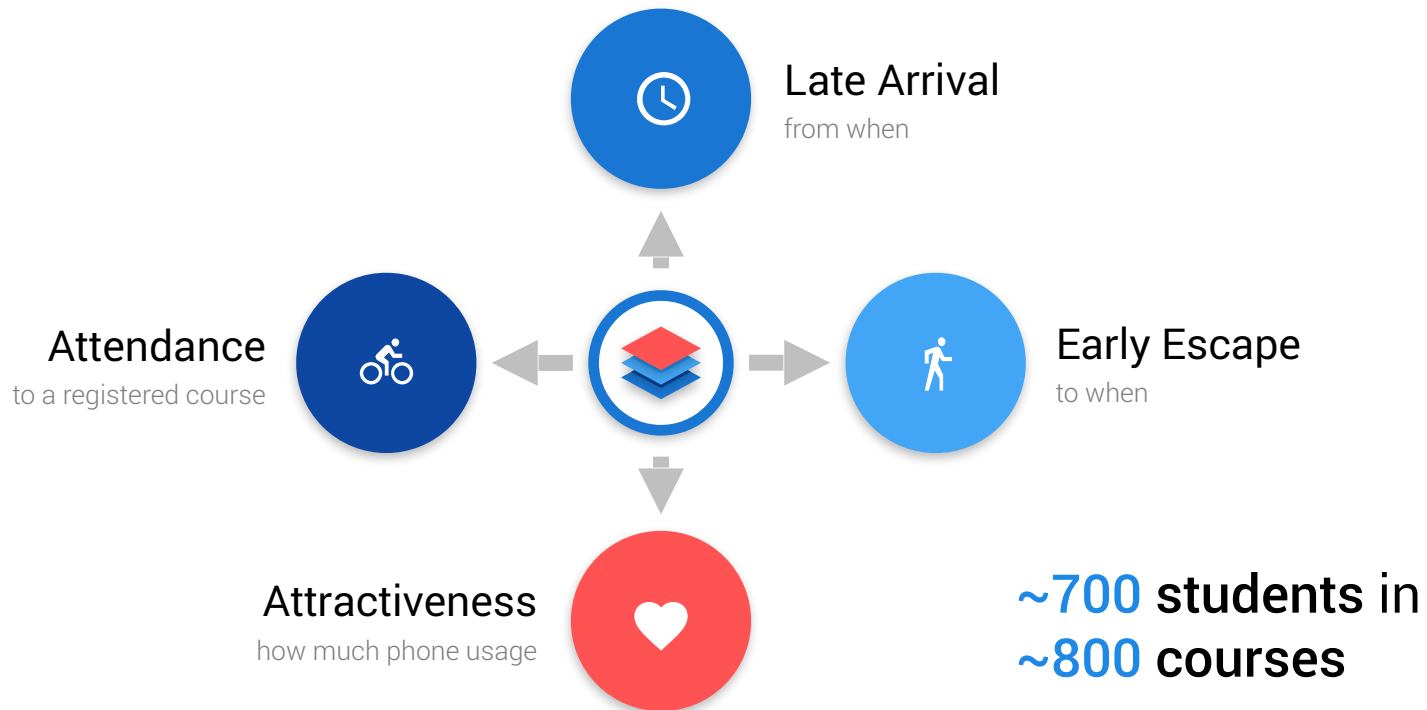 Late Arrival
from when
Attendance
to a registered course
Early Escape
to when
Attractiveness
how much phone usage
~700 students in
~800 courses